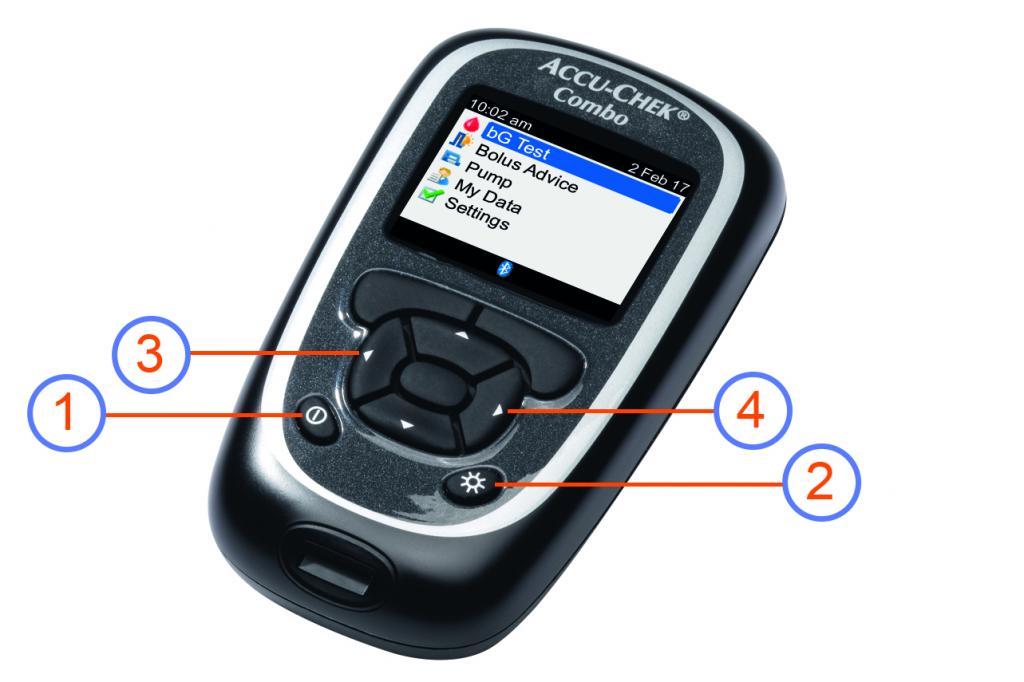 ACCU-CHEK®
Combo
10:02 am
2 Feb 17
bG Test
Bolus Advice
Pump
My Data
Settings
3
1
4
2